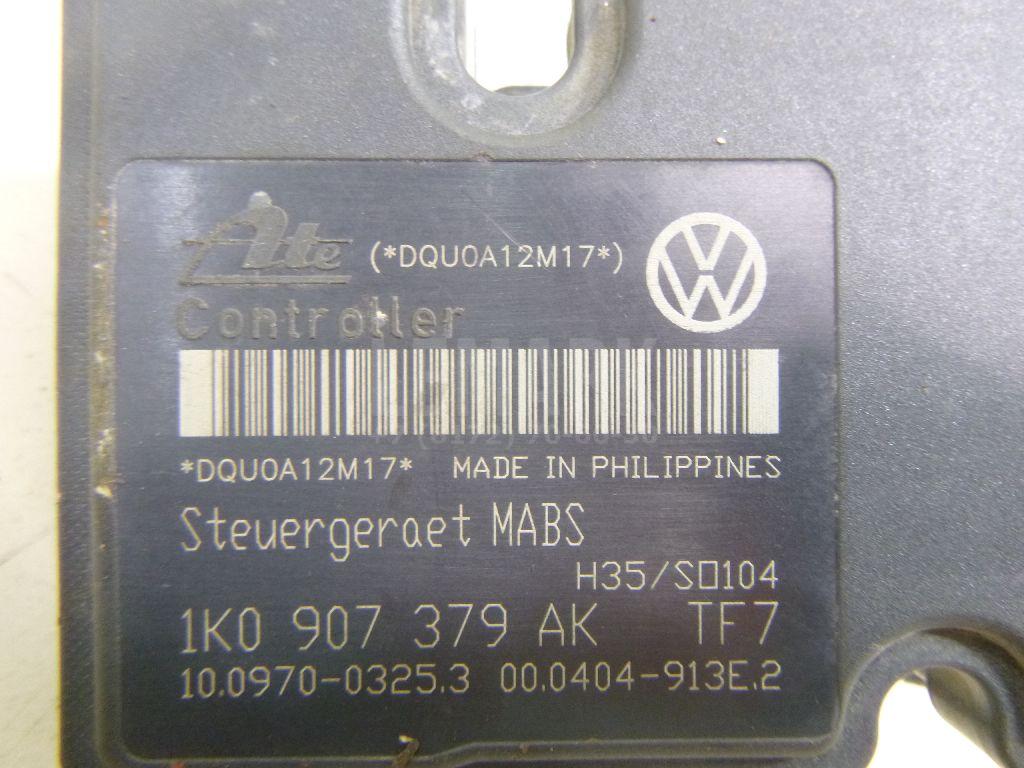 Ate (*DQU0A12M17*)
Controller
*DQU0A12M17* MADE IN PHILIPPINES
Steuergeraet MABS
H35/S0104
1K0 907 379 AK TF7
10.0970-0325.3 00.0404-913E.2